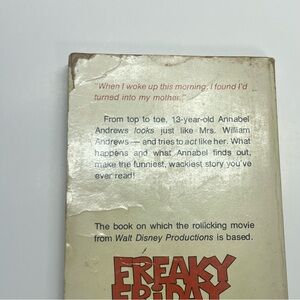 "When I woke up this morning, I found I'd
turned into my mother."
From top to toe, 13-year-old Annabel
Andrews looks just like Mrs. William
Andrews — and tries to act like her. What
happens and what Annabel finds out,
make the funniest, wackiest story you've
ever read!
The book on which the rollicking movie
from Walt Disney Productions is based.
FREAKY
FRIDAY